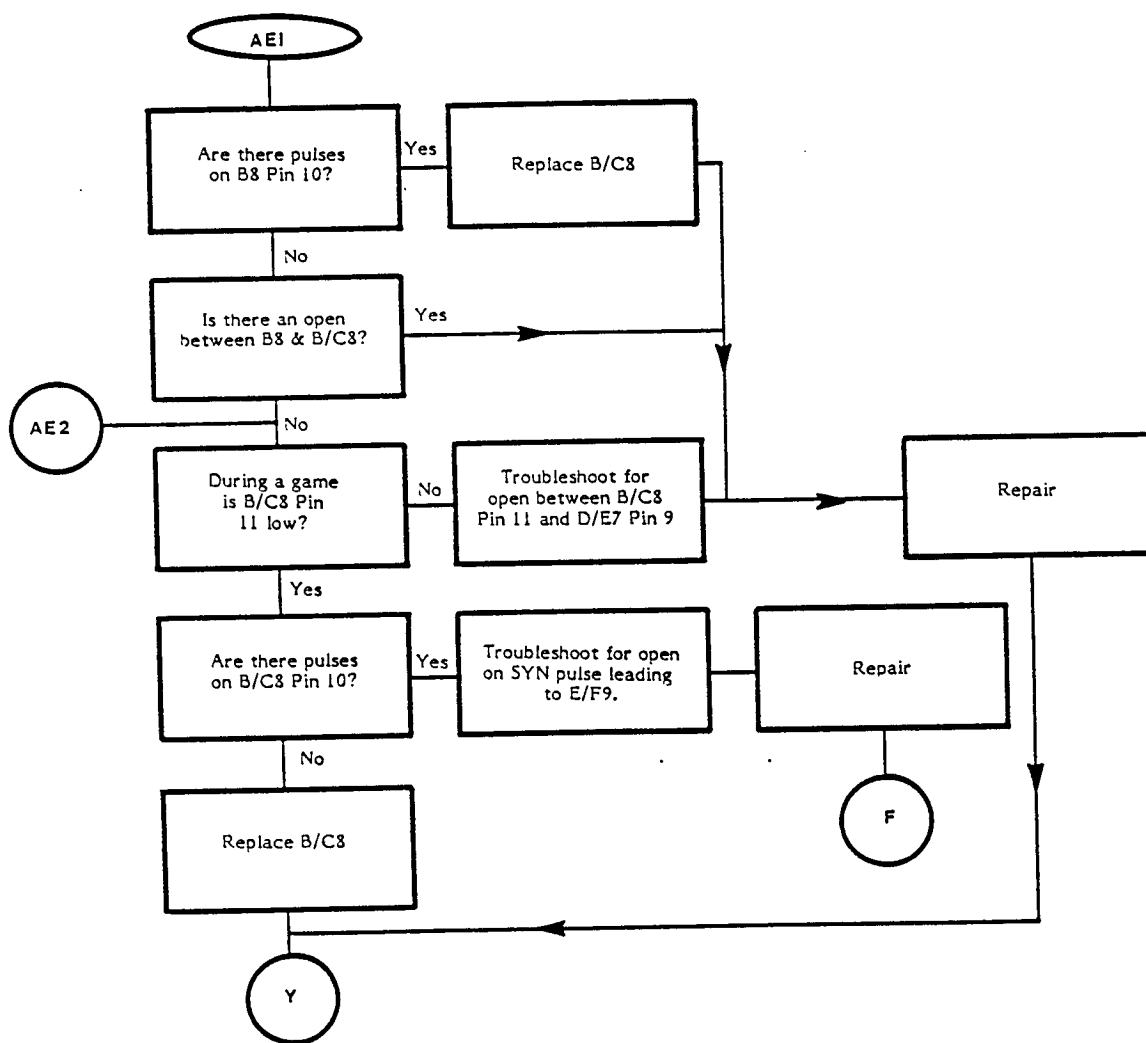 AE1
Are there pulses
on B8 Pin 10?
Yes
Replace B/C8
No
Is there an open
between B8 & B/C8?
Yes
AE2
No
During a game
is B/C8 Pin
11 low?
No
Troubleshoot for
open between B/C8
Pin 11 and D/E7 Pin 9
Repair
Yes
Are there pulses
on B/C8 Pin 10?
Yes
Troubleshoot for open
on SYN pulse leading
to E/F9.
Repair
No
Replace B/C8
F
Y